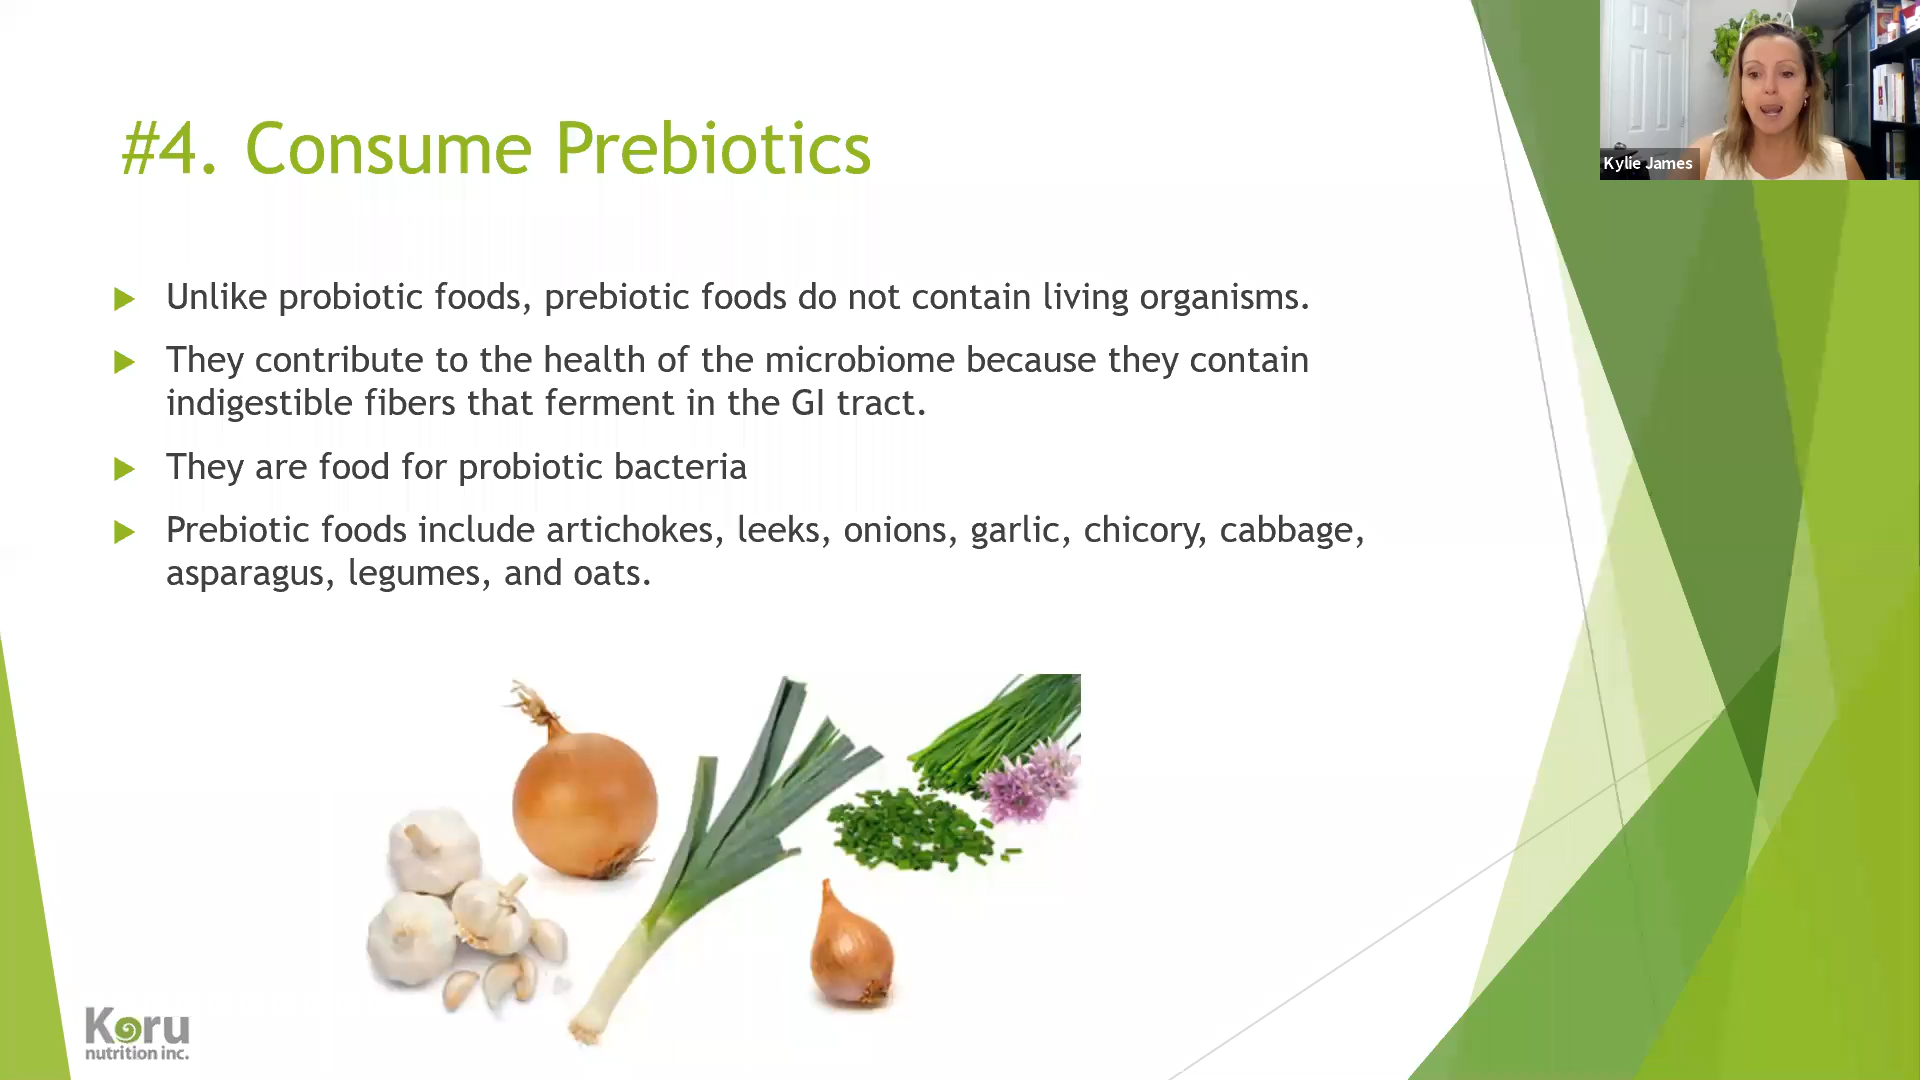 #4. Consume Prebiotics
Unlike probiotic foods, prebiotic foods do not contain living organisms.
They contribute to the health of the microbiome because they contain
indigestible fibers that ferment in the GI tract.
They are food for probiotic bacteria
Prebiotic foods include artichokes, leeks, onions, garlic, chicory, cabbage,
asparagus, legumes, and oats.
Kylie James
Koru
nutrition inc.